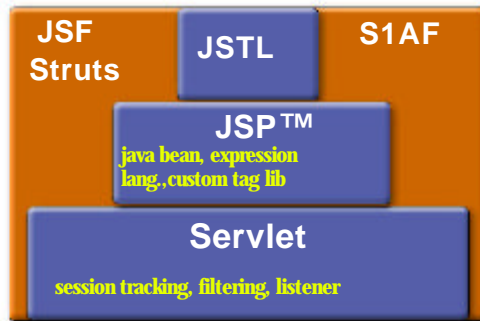 JSF
Struts
JSTL
S1AF
JSP™
java bean, expression
lang.,custom tag lib
Servlet
session tracking, filtering, listener